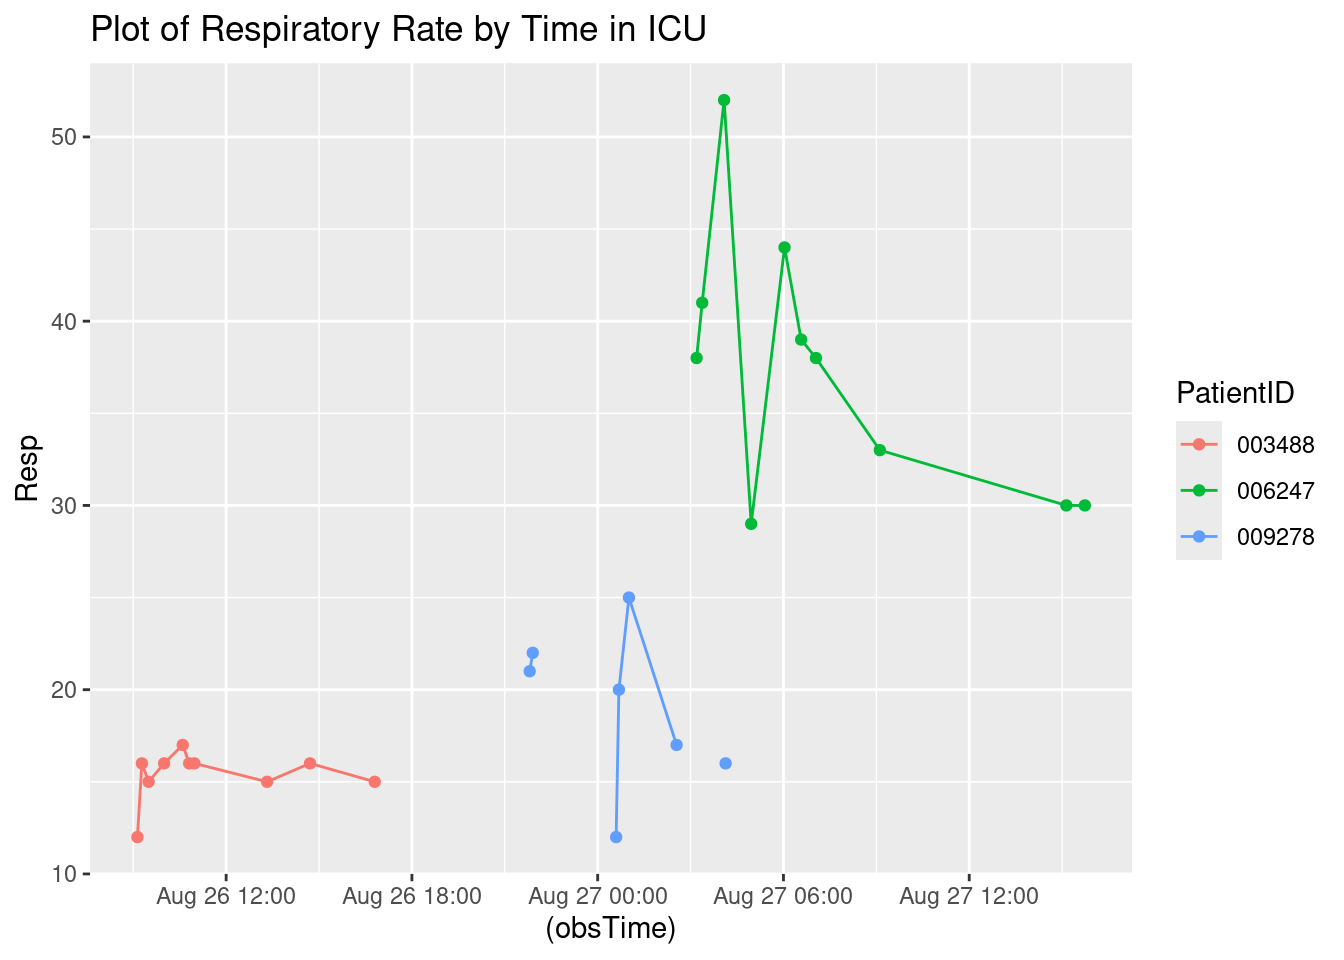 Plot of Respiratory Rate by Time in ICU
50
40
30
20
10
Resp
Aug 26 12:00 Aug 26 18:00 Aug 27 00:00 Aug 27 06:00 Aug 27 12:00
(obsTime)
PatientID
003488
006247
009278